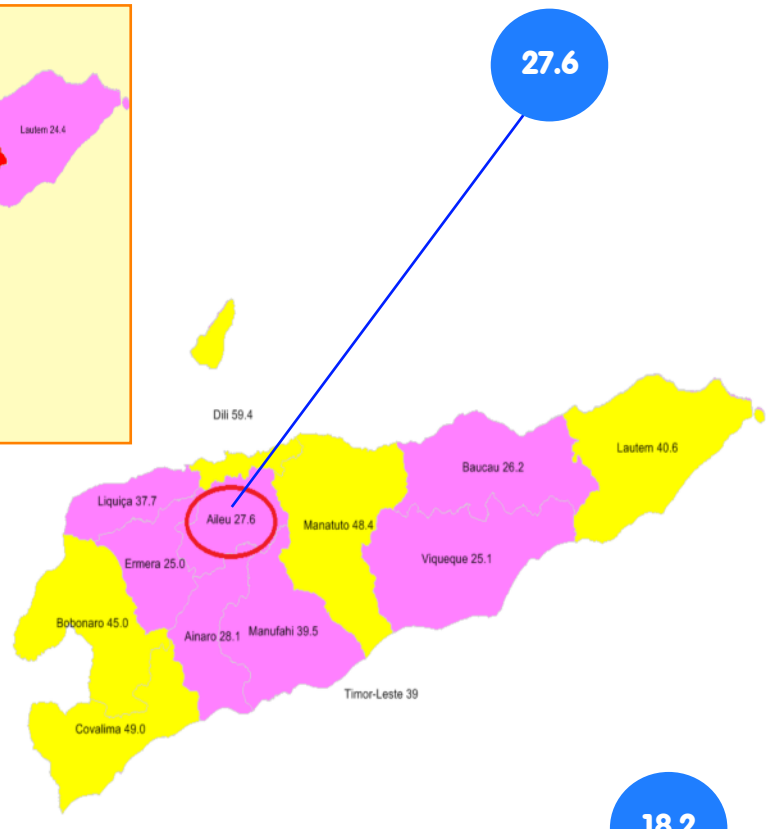 27.6
Lautem 24.4
Dili 59.4
Lautem 40.6
Baucau 26.2
Liquiça 37.7
Aileu 27.6
Manatuto 48.4
Viqueque 25.1
Ermera 25.0
Bobonaro 45.0
Ainaro 28.1
Manufahi 39.5
Timor-Leste 39
Covalima 49.0
18.2